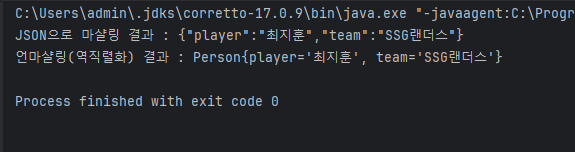 C:\Users\admin\.jdks\corretto-17.0.9\bin\java.exe "-javaagent:C:\Progr
JSON으로 마샬링 결과 : {"player":"최지훈","team":"SSG랜더스"}
언마샬링(역직렬화) 결과 : Person{player='최지훈', team='SSG랜더스'}
Process finished with exit code 0